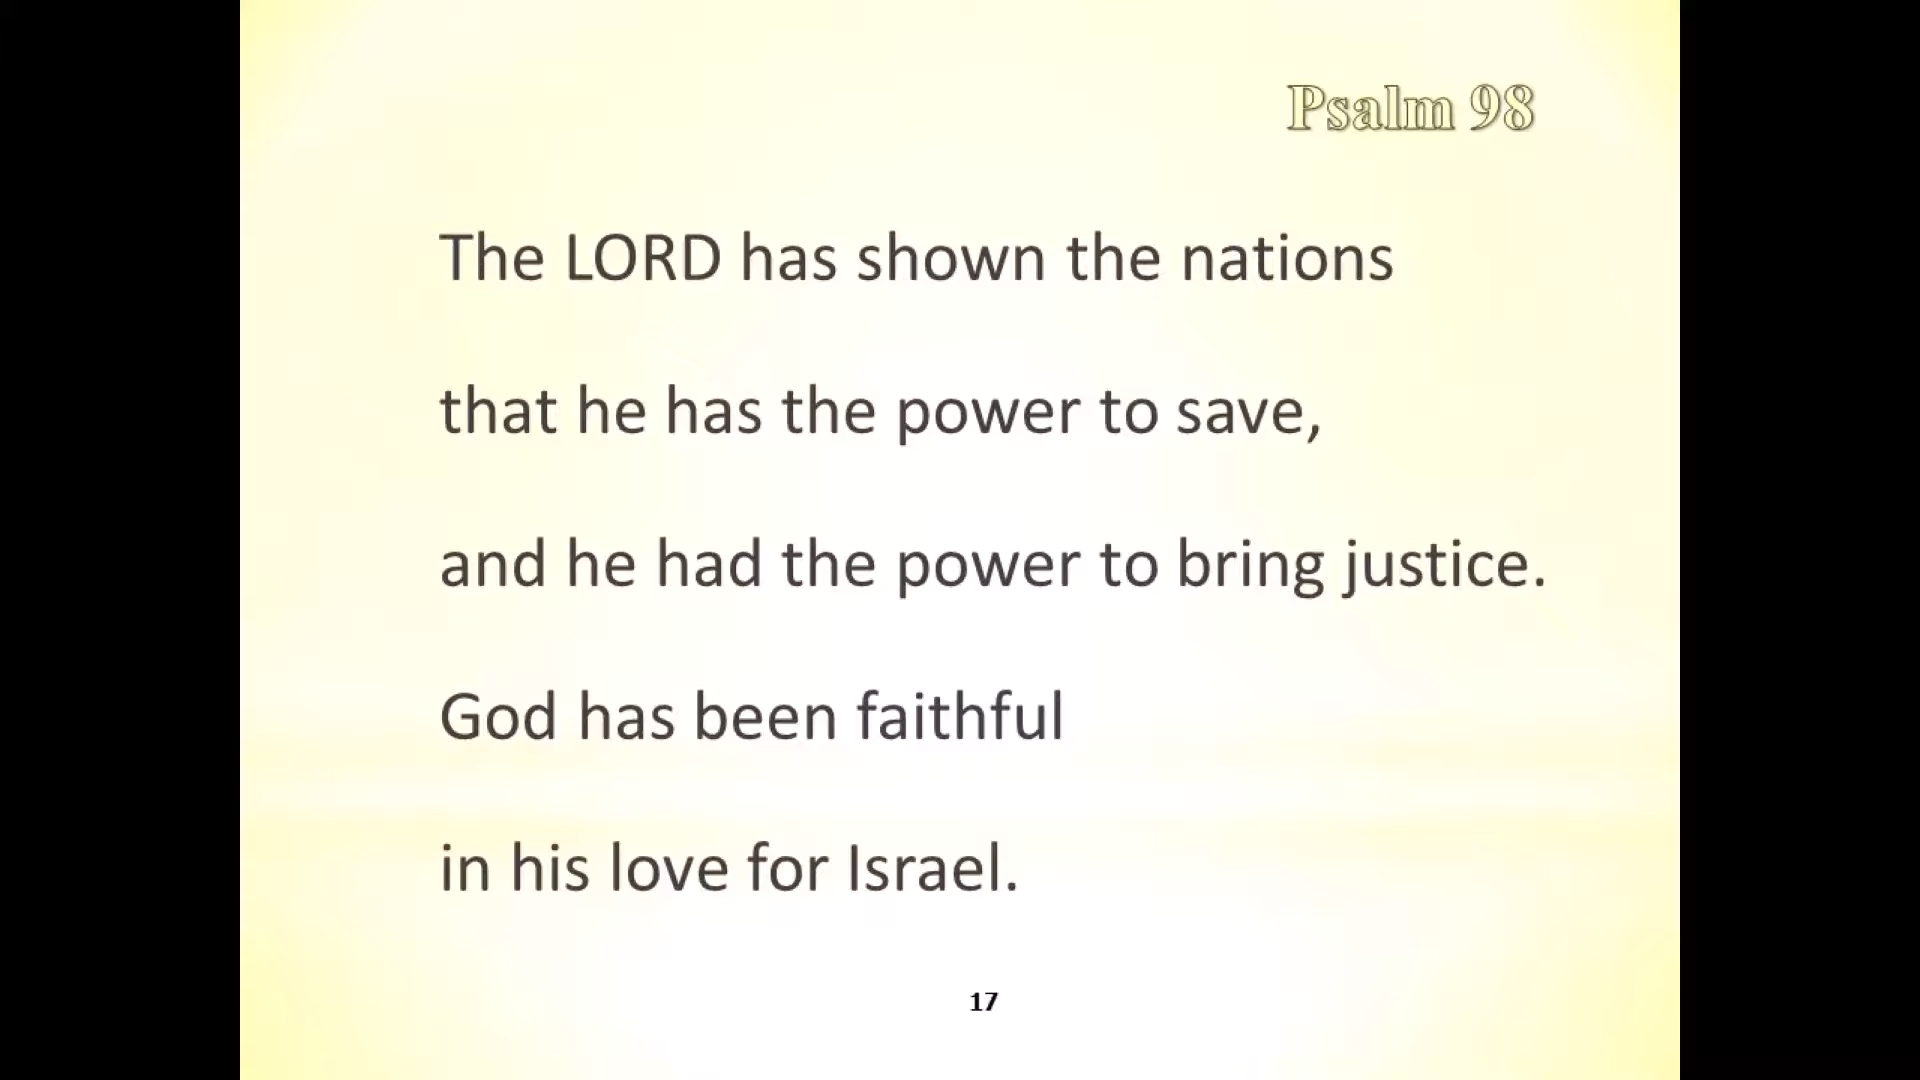 Psalm 98
The LORD has shown the nations
that he has the power to save,
and he had the power to bring justice.
God has been faithful
in his love for Israel.
17